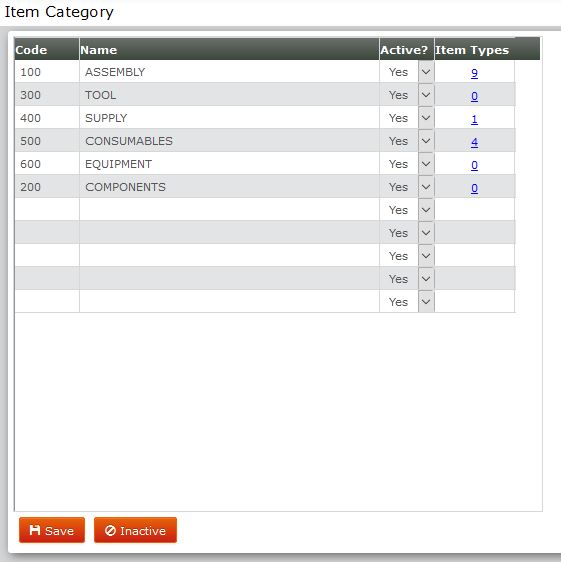 Item Category
Code Name Active? Item Types
100 ASSEMBLY Yes 9
300 TOOL Yes 0
400 SUPPLY Yes 1
500 CONSUMABLES Yes 4
600 EQUIPMENT Yes 0
200 COMPONENTS Yes 0
Yes
Yes
Yes
Yes
Yes
Save Inactive